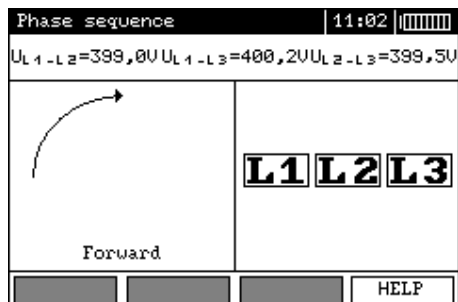 Phase sequence 11:02
UL1-L2=399,0V UL1-L3=400,2V UL2-L3=399,5V
L1 L2 L3
Forward
HELP